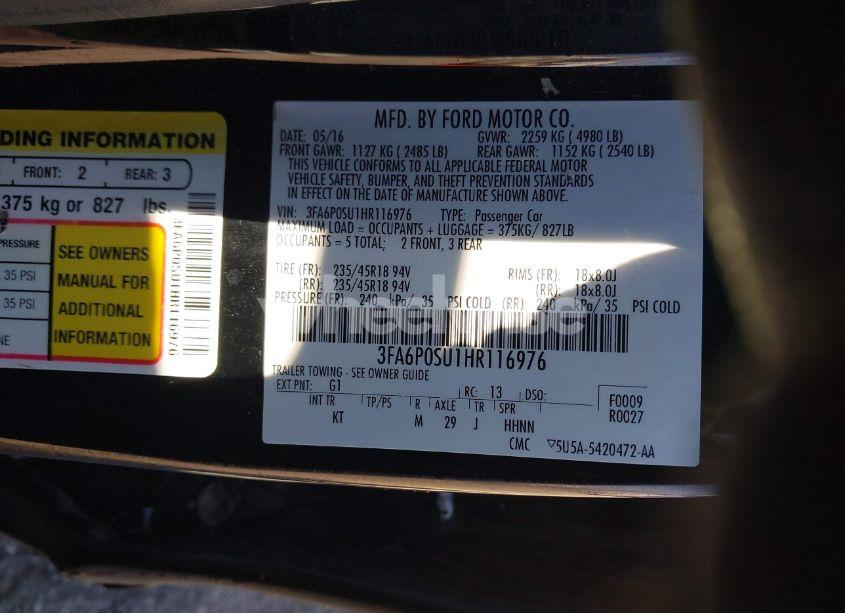 DING INFORMATION
FRONT: 2 REAR: 3
375 kg or 827 lbs.
PRESSURE
, 35 PSI
, 35 PSI
SEE OWNERS
MANUAL FOR
ADDITIONAL
INFORMATION
3FA6P0SU1HR116976
MFD. BY FORD MOTOR CO.
DATE: 05/16 GVWR: 2259 KG ( 4980 LB)
FRONT GAWR: 1127 KG ( 2485 LB) REAR GAWR: 1152 KG ( 2540 LB)
THIS VEHICLE CONFORMS TO ALL APPLICABLE FEDERAL MOTOR
VEHICLE SAFETY, BUMPER, AND THEFT PREVENTION STANDARDS
IN EFFECT ON THE DATE OF MANUFACTURE SHOWN ABOVE.
VIN: 3FA6P0SU1HR116976 TYPE: Passenger Car
MAXIMUM LOAD = OCCUPANTS + LUGGAGE = 375KG/ 827LB
OCCUPANTS = 5 TOTAL; 2 FRONT, 3 REAR
TIRE (FR): 235/45R18 94V RIMS (FR): 18x8.0J
(RR): 235/45R18 94V (RR): 18x8.0J
PRESSURE (FR): 240 kPa/ 35 PSI COLD (RR): 240 kPa/ 35 PSI COLD
3FA6P0SU1HR116976
TRAILER TOWING - SEE OWNER GUIDE
EXT PNT: G1 RC: 13 DSO: F0009
INT TR TP/PS R AXLE TR SPR R0027
KT M 29 J HHNN
CMC ▽5U5A-5420472-AA